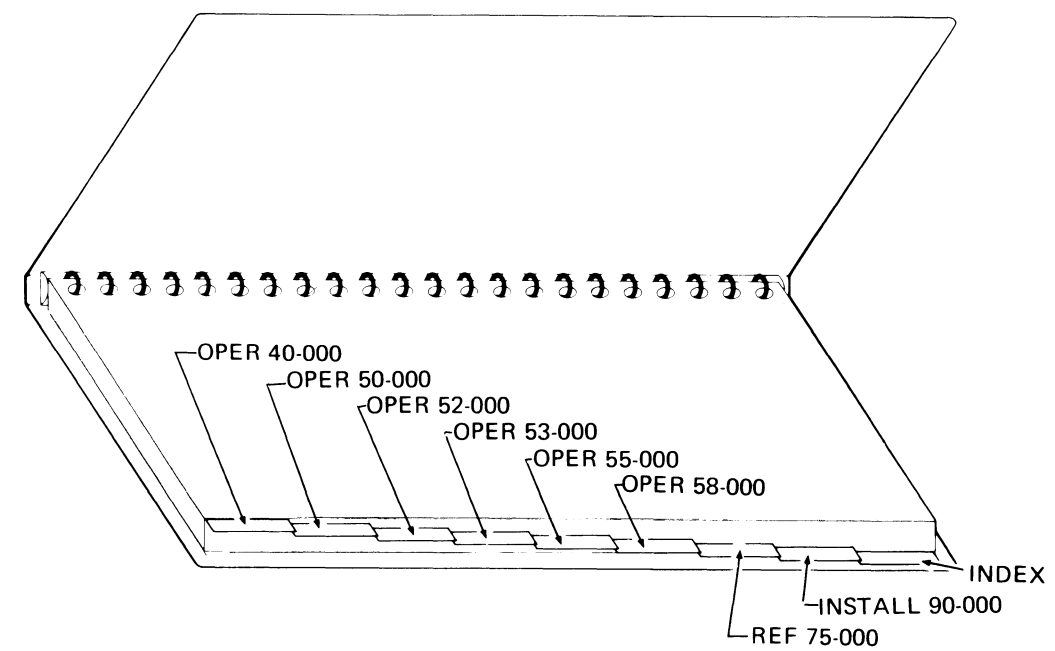 OPER 40-000
OPER 50-000
OPER 52-000
OPER 53-000
OPER 55-000
OPER 58-000
INDEX
INSTALL 90-000
REF 75-000